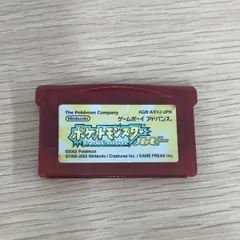 The Pokémon Company AGB-AXVJ-JPN
Nintendo ゲームボーイ アドバンス
ポケットモンスター
ルビー
©2002 Pokémon
©1995-2002 Nintendo / Creatures inc. / GAME FREAK inc.